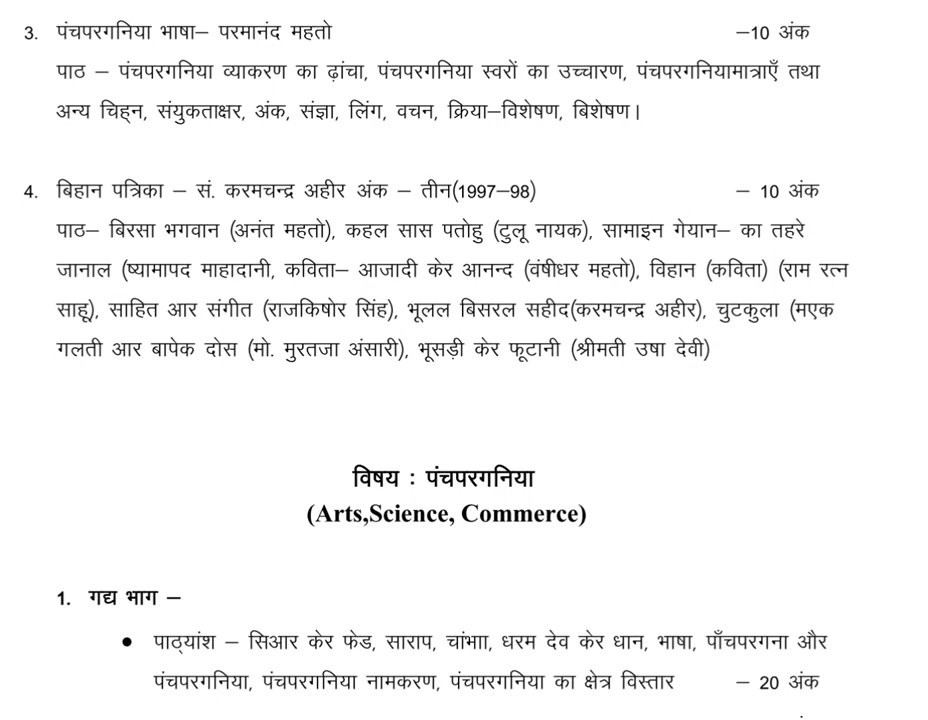 3. पंचपरगनिया भाषा– परमानंद महतो –10 अंक
पाठ – पंचपरगनिया व्याकरण का ढ़ांचा, पंचपरगनिया स्वरों का उच्चारण, पंचपरगनियामात्राएँ तथा
अन्य चिह्न, संयुकताक्षर, अंक, संज्ञा, लिंग, वचन, क्रिया–विशेषण, बिशेषण।
4. बिहान पत्रिका – सं. करमचन्द्र अहीर अंक – तीन(1997–98) – 10 अंक
पाठ– बिरसा भगवान (अनंत महतो), कहल सास पतोहु (टुलू नायक), सामाइन गेयान– का तहरे
जानाल (ष्यामापद माहादानी, कविता– आजादी केर आनन्द (वंषीधर महतो), विहान (कविता) (राम रत्न
साहू), साहित आर संगीत (राजकिषोर सिंह), भूलल बिसरल सहीद(करमचन्द्र अहीर), चुटकुला (मएक
गलती आर बापेक दोस (मो. मुरतजा अंसारी), भूसड़ी केर फूटानी (श्रीमती उषा देवी)
विषय : पंचपरगनिया
(Arts,Science, Commerce)
1. गद्य भाग –
• पाठ्यांश – सिआर केर फेड, साराप, चांभाा, धरम देव केर धान, भाषा, पाँचपरगना और
पंचपरगनिया, पंचपरगनिया नामकरण, पंचपरगनिया का क्षेत्र विस्तार – 20 अंक